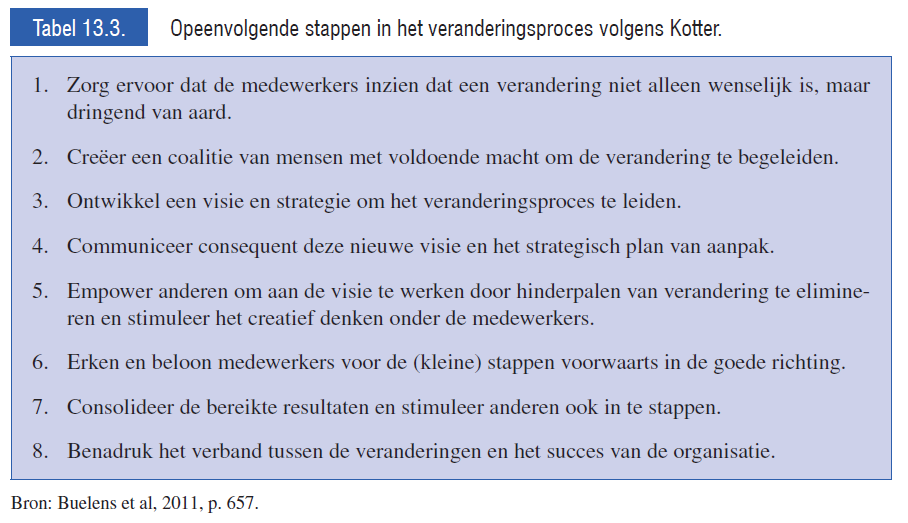 Tabel 13.3. Opeenvolgende stappen in het veranderingsproces volgens Kotter.
1. Zorg ervoor dat de medewerkers inzien dat een verandering niet alleen wenselijk is, maar
dringend van aard.
2. Creëer een coalitie van mensen met voldoende macht om de verandering te begeleiden.
3. Ontwikkel een visie en strategie om het veranderingsproces te leiden.
4. Communiceer consequent deze nieuwe visie en het strategisch plan van aanpak.
5. Empower anderen om aan de visie te werken door hinderpalen van verandering te elimine-
ren en stimuleer het creatief denken onder de medewerkers.
6. Erken en beloon medewerkers voor de (kleine) stappen voorwaarts in de goede richting.
7. Consolideer de bereikte resultaten en stimuleer anderen ook in te stappen.
8. Benadruk het verband tussen de veranderingen en het succes van de organisatie.
Bron: Buelens et al, 2011, p. 657.